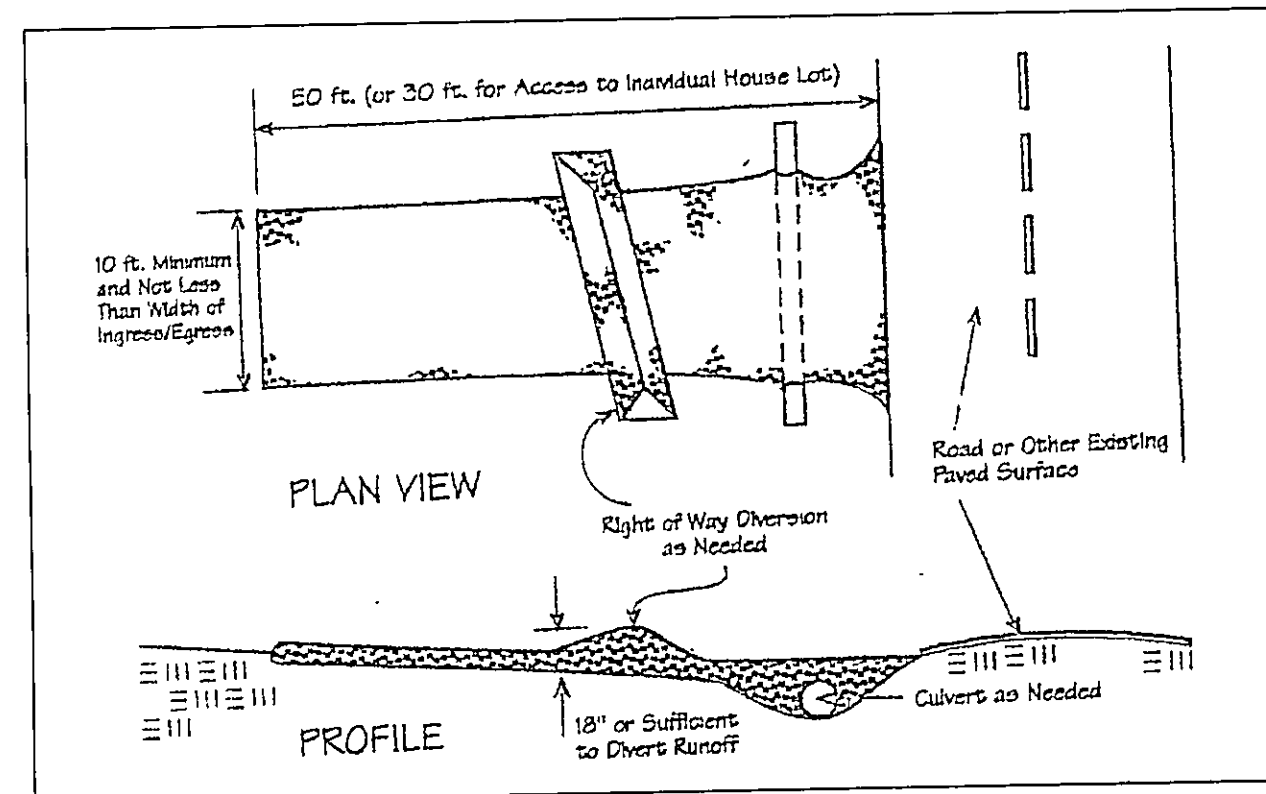 50 ft. (or 30 ft. for Access to Individual House Lot)
10 ft. Minimum
and Not Less
Than Width of
Ingress/Egress
PLAN VIEW
Right of Way Diversion
as Needed
Road or Other Existing
Paved Surface
Culvert as Needed
18" or Sufficient
to Divert Runoff
PROFILE